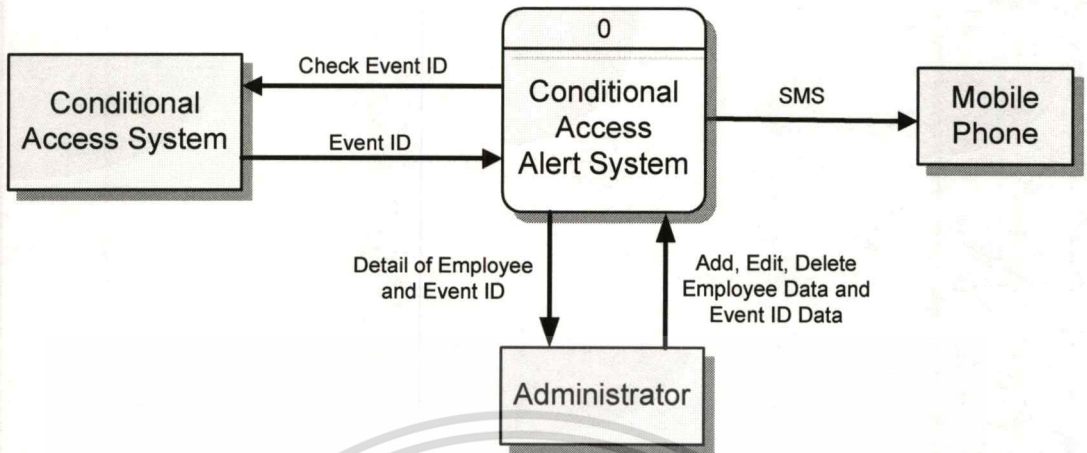 0
Conditional
Access System
Check Event ID
Event ID
Conditional
Access
Alert System
SMS
Mobile
Phone
Detail of Employee
and Event ID
Add, Edit, Delete
Employee Data and
Event ID Data
Administrator